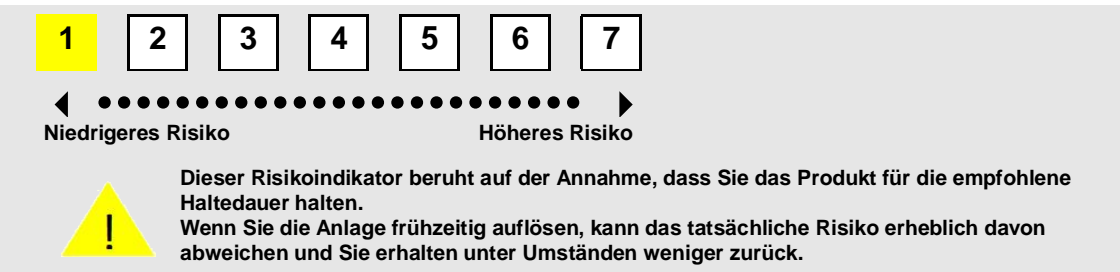 1 2 3 4 5 6 7
Niedrigeres Risiko Höheres Risiko
Dieser Risikoindikator beruht auf der Annahme, dass Sie das Produkt für die empfohlene
Haltedauer halten.
Wenn Sie die Anlage frühzeitig auflösen, kann das tatsächliche Risiko erheblich davon
abweichen und Sie erhalten unter Umständen weniger zurück.
!